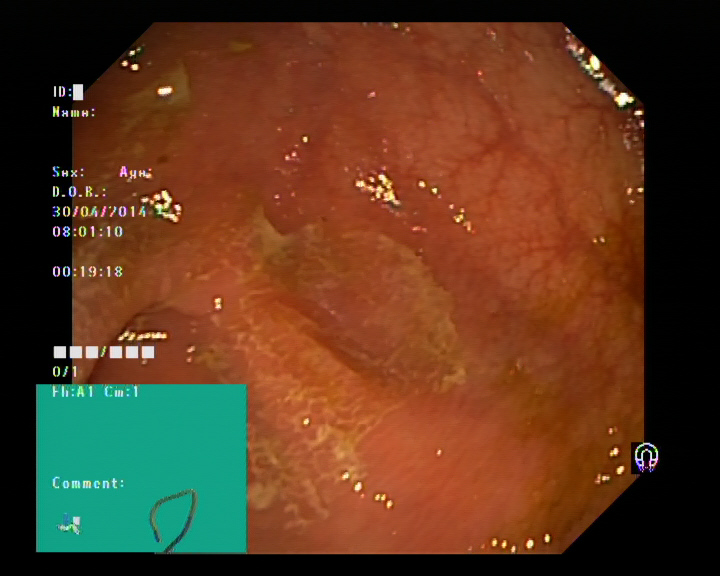 ID:
Name:
Sex: Age:
D.O.B.:
30/04/2014
08:01:10
00:19:18
/
0/1
Eh:A1 Cm:1
Comment: